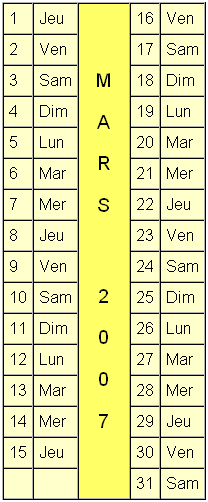 1 Jeu
2 Ven
3 Sam
4 Dim
5 Lun
6 Mar
7 Mer
8 Jeu
9 Ven
10 Sam
11 Dim
12 Lun
13 Mar
14 Mer
15 Jeu
M
A
R
S
2
0
0
7
16 Ven
17 Sam
18 Dim
19 Lun
20 Mar
21 Mer
22 Jeu
23 Ven
24 Sam
25 Dim
26 Lun
27 Mar
28 Mer
29 Jeu
30 Ven
31 Sam